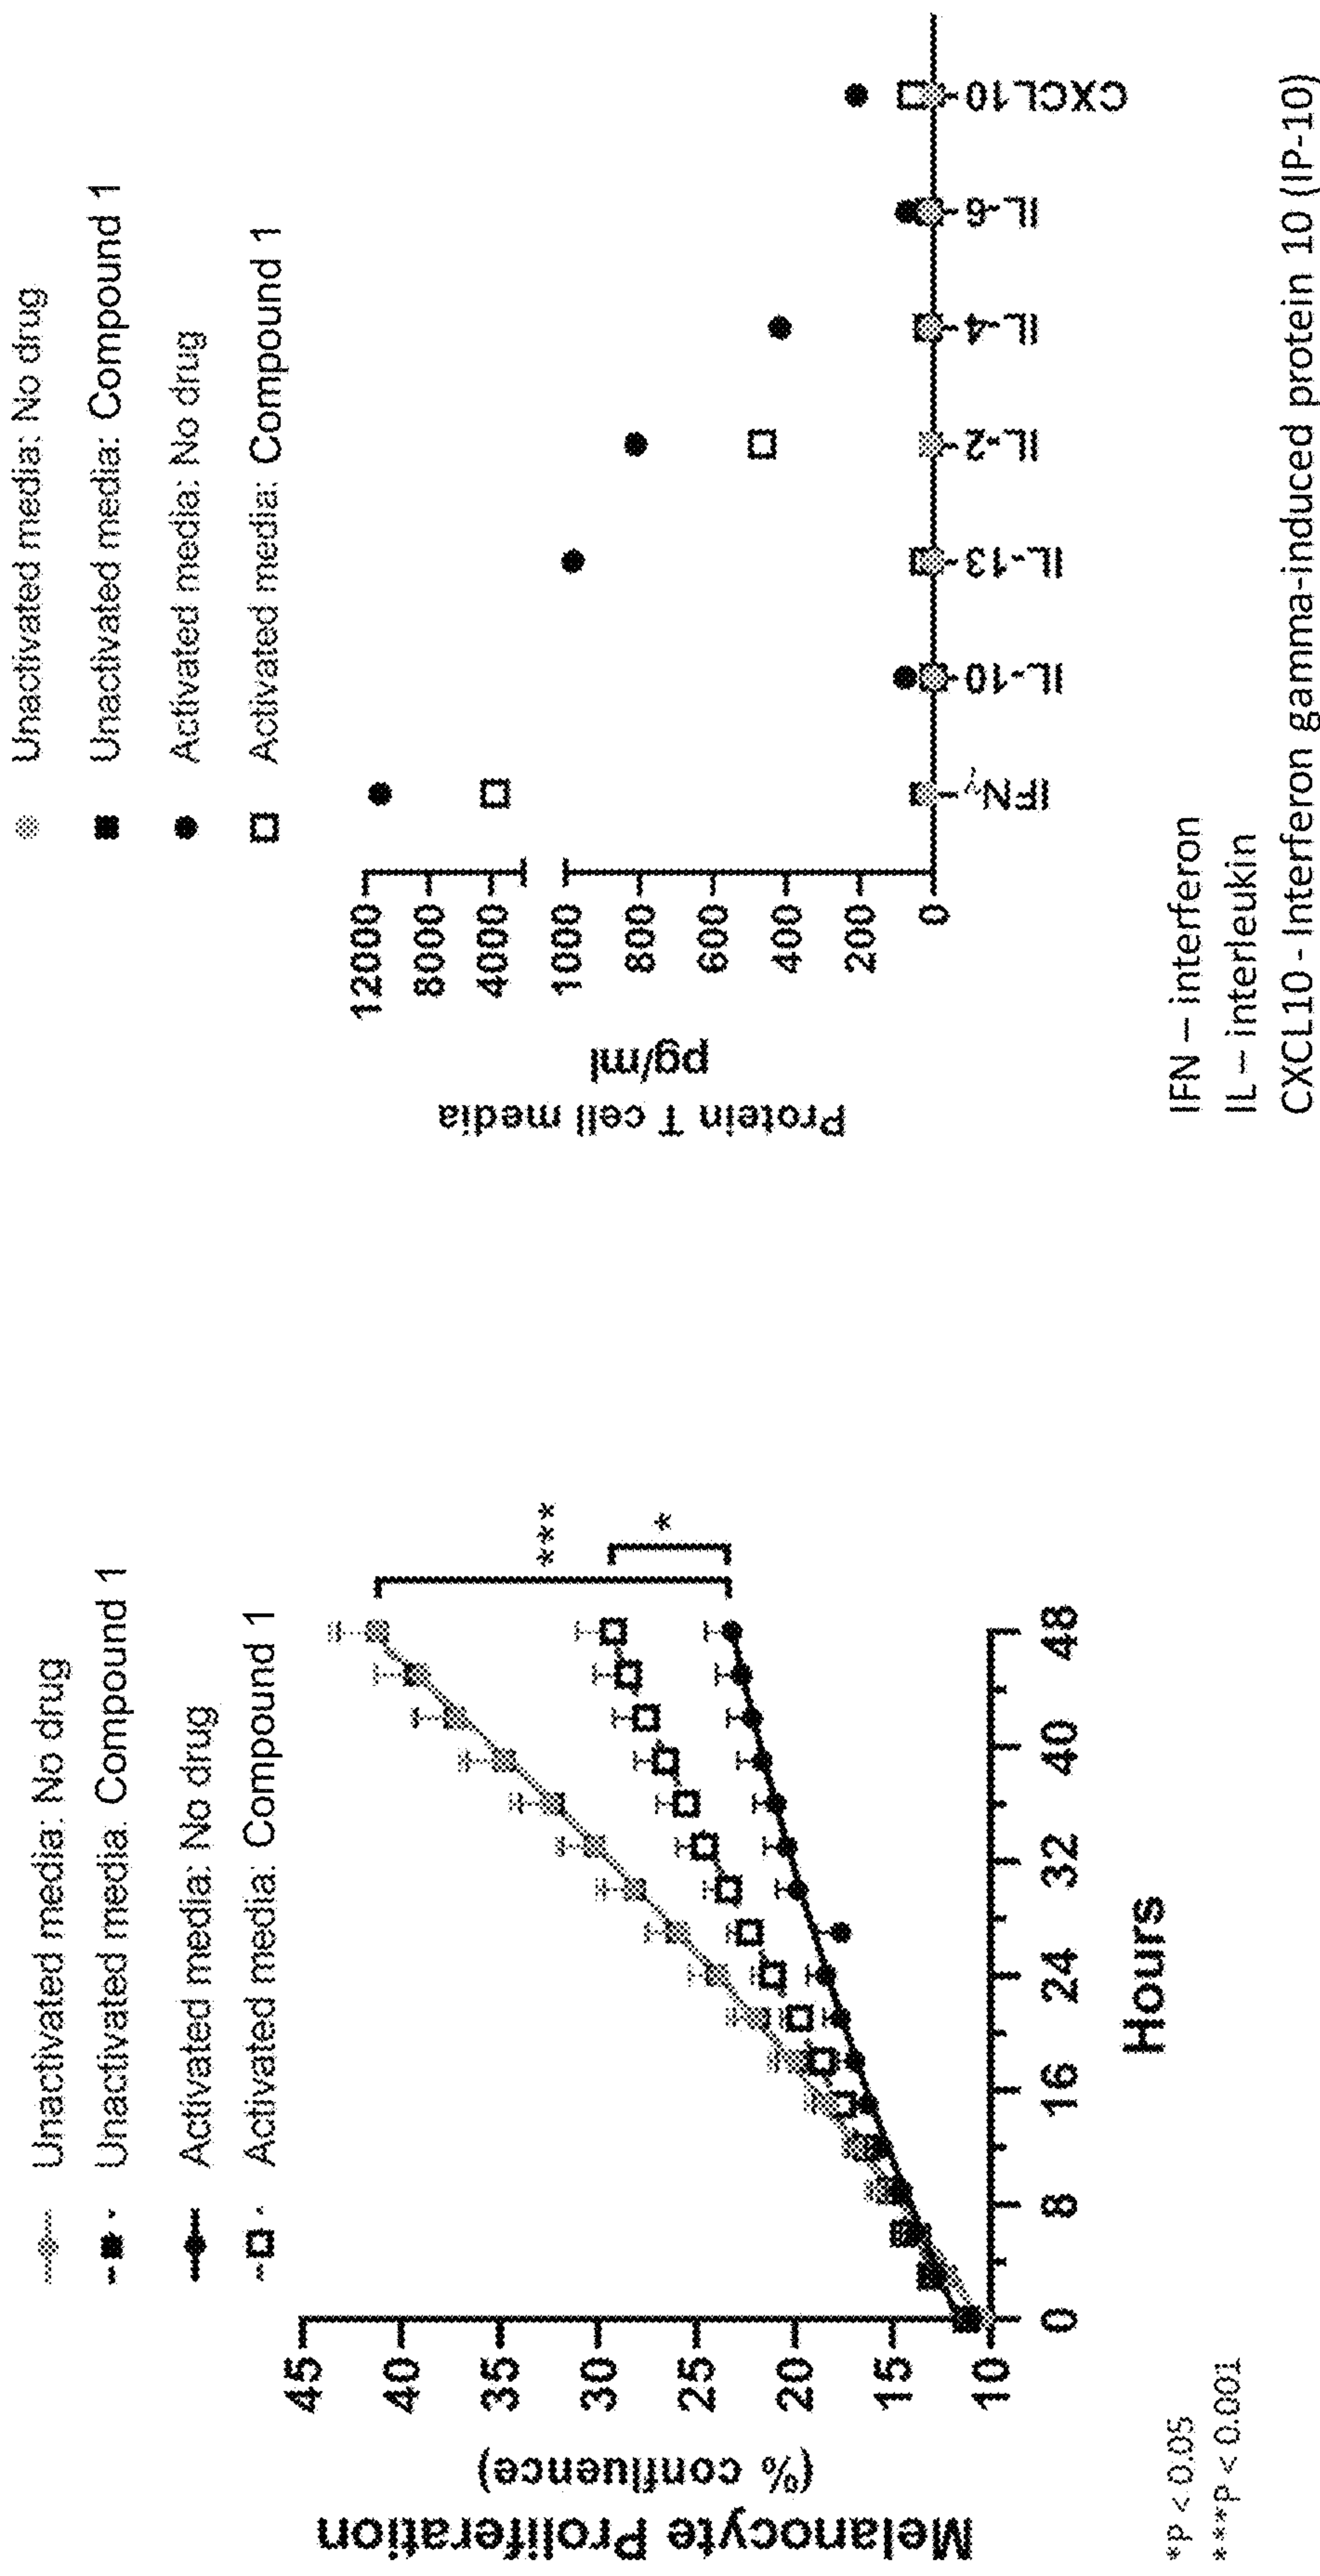 Unactivated media: No drug
Unactivated media: Compound 1
Activated media: No drug
Activated media: Compound 1
Melanocyte Proliferation
(% confluence)
45
40
35
30
25
20
15
10
0
8
16
24
32
40
48
Hours
***
*
*P < 0.05
***P < 0.001
Unactivated media: No drug
Unactivated media: Compound 1
Activated media: No drug
Activated media: Compound 1
Protein T cell media
pg/ml
12000
8000
4000
1000
800
600
400
200
0
IFNγ
IL-10
IL-13
IL-2
IL-4
IL-6
CXCL10
IFN – interferon
IL – interleukin
CXCL10 - Interferon gamma-induced protein 10 (IP-10)